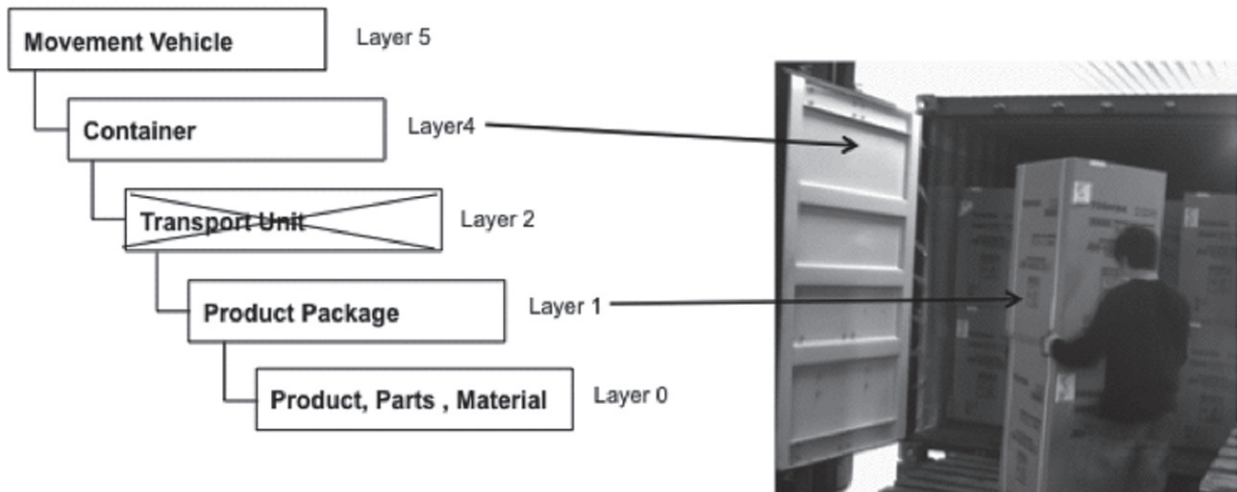 Movement Vehicle
Layer 5
Container
Layer4
Transport Unit
Layer 2
Product Package
Layer 1
Product, Parts , Material
Layer 0